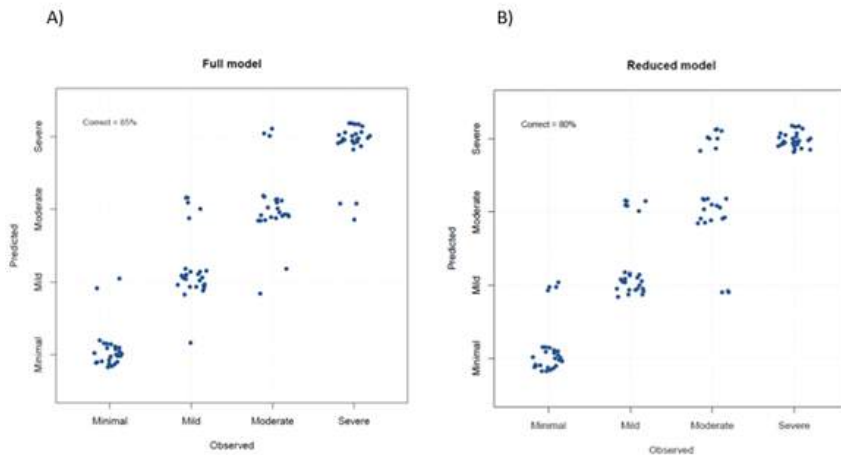 A)
B)
Full model
Reduced model
Correct = 85%
Correct = 80%
Predicted
Severe
Moderate
Mild
Minimal
Minimal Mild Moderate Severe
Observed
Predicted
Severe
Moderate
Mild
Minimal
Minimal Mild Moderate Severe
Observed